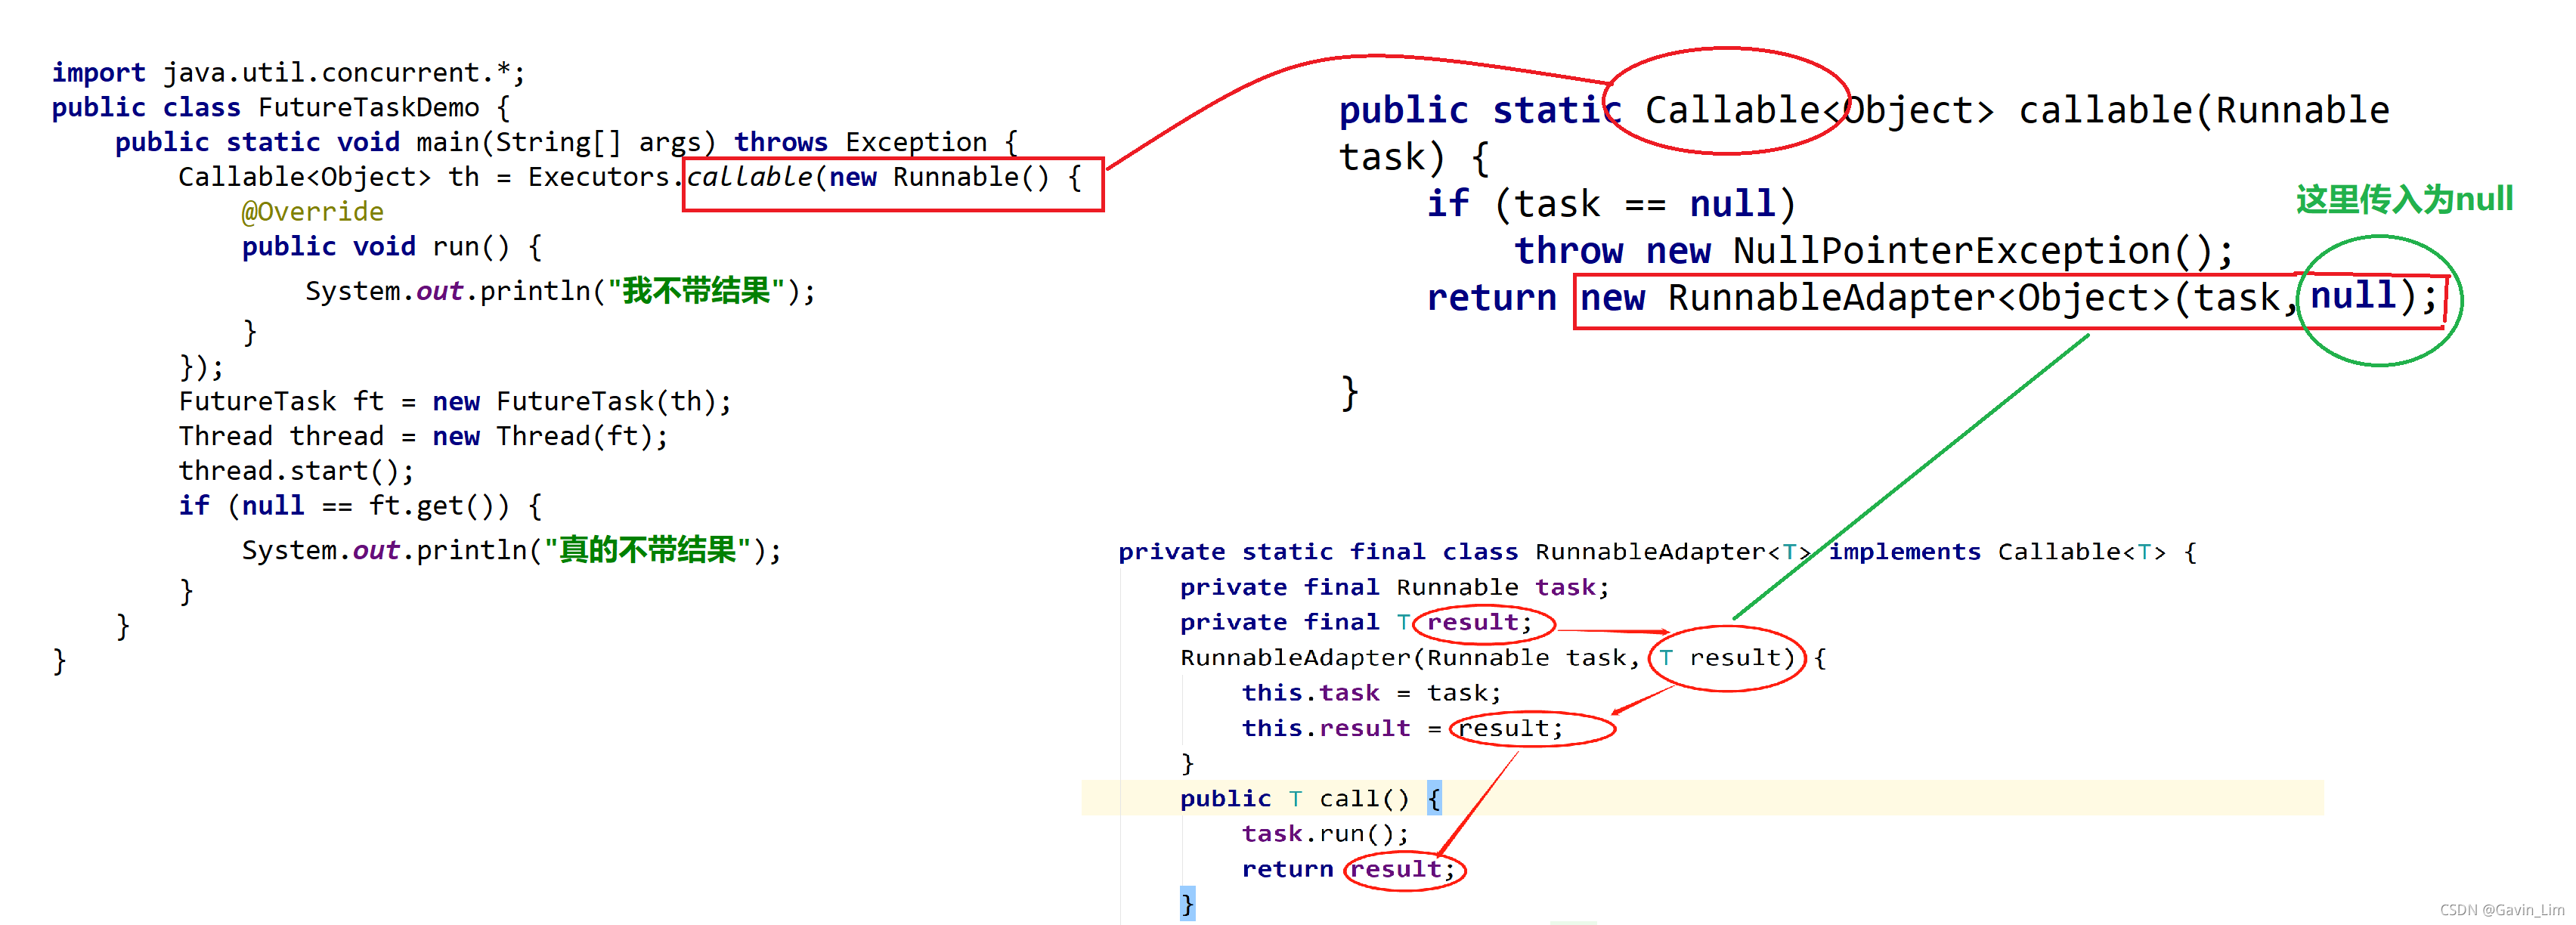 import java.util.concurrent.*;
public class FutureTaskDemo {
    public static void main(String[] args) throws Exception {
        Callable<Object> th = Executors.callable(new Runnable() {
            @Override
            public void run() {
                System.out.println("我不带结果");
            }
        });
        FutureTask ft = new FutureTask(th);
        Thread thread = new Thread(ft);
        thread.start();
        if (null == ft.get()) {
            System.out.println("真的不带结果");
        }
    }
}
public static Callable<Object> callable(Runnable
task) {
    if (task == null)
        throw new NullPointerException();
    return new RunnableAdapter<Object>(task, null);
}
这里传入为null
private static final class RunnableAdapter<T> implements Callable<T> {
    private final Runnable task;
    private final T result;
    RunnableAdapter(Runnable task, T result) {
        this.task = task;
        this.result = result;
    }
    public T call() {
        task.run();
        return result;
    }
CSDN @Gavin_Lim